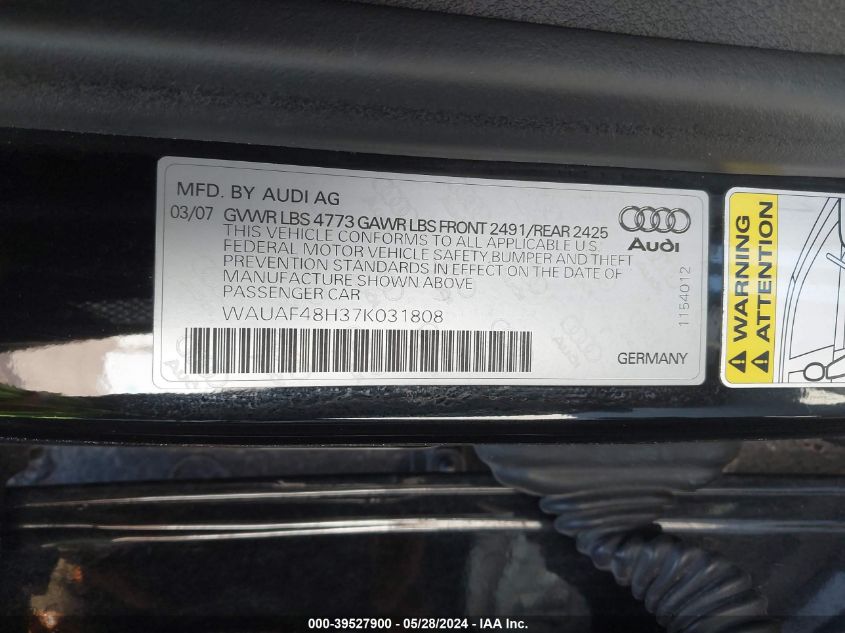 MFD. BY AUDI AG
03/07 GVWR LBS 4773 GAWR LBS FRONT 2491/REAR 2425
THIS VEHICLE CONFORMS TO ALL APPLICABLE U.S.
FEDERAL MOTOR VEHICLE SAFETY,BUMPER AND THEFT
PREVENTION STANDARDS IN EFFECT ON THE DATE OF
MANUFACTURE SHOWN ABOVE
PASSENGER CAR
WAUAF48H37K031808
Audi
1154012
GERMANY
WARNING
ATTENTION
000-39527900 - 05/28/2024 - IAA Inc.